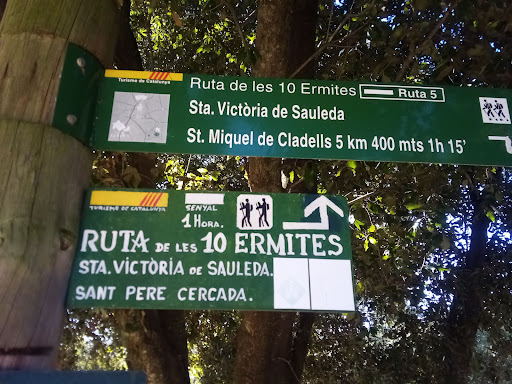 Turisme de Catalunya
Ruta de les 10 Ermites Ruta 5
Sta. Victòria de Sauleda
St. Miquel de Cladells 5 km 400 mts 1h 15'
TURISME DE CATALUNYA
SENYAL
1 HORA.
RUTA DE LES 10 ERMITES
STA. VICTÒRIA DE SAULEDA.
SANT PERE CERCADA.